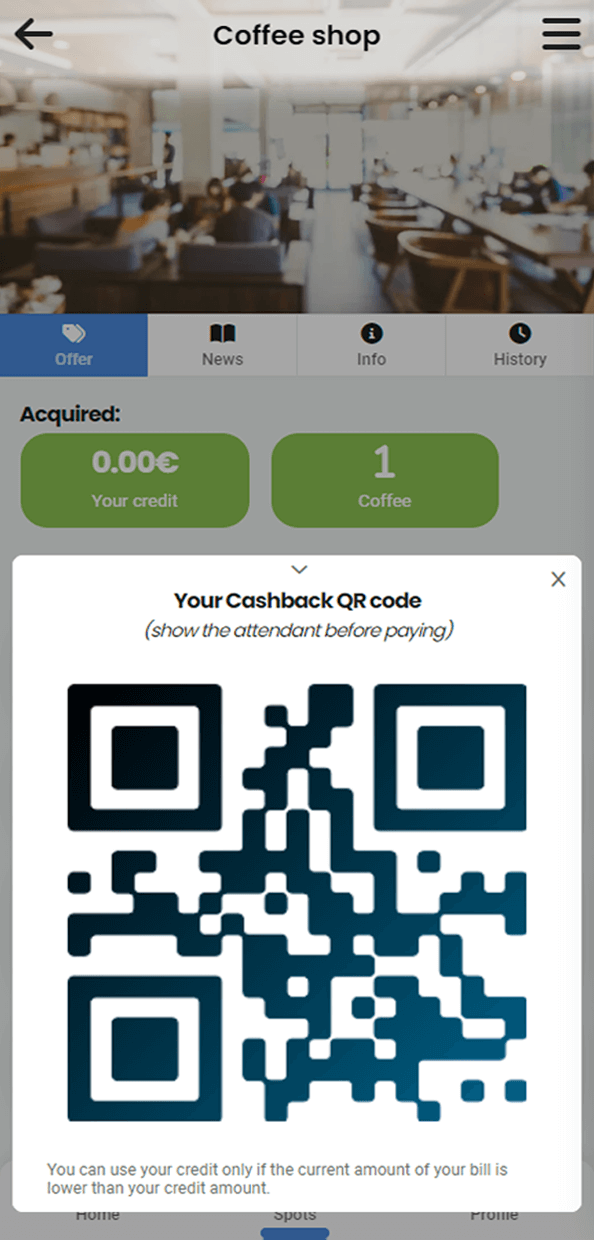 Coffee shop
Offer
News
Info
History
Acquired:
0.00€
Your credit
1
Coffee
Your Cashback QR code
(show the attendant before paying)
You can use your credit only if the current amount of your bill is
lower than your credit amount.
Home
Spots
Profile